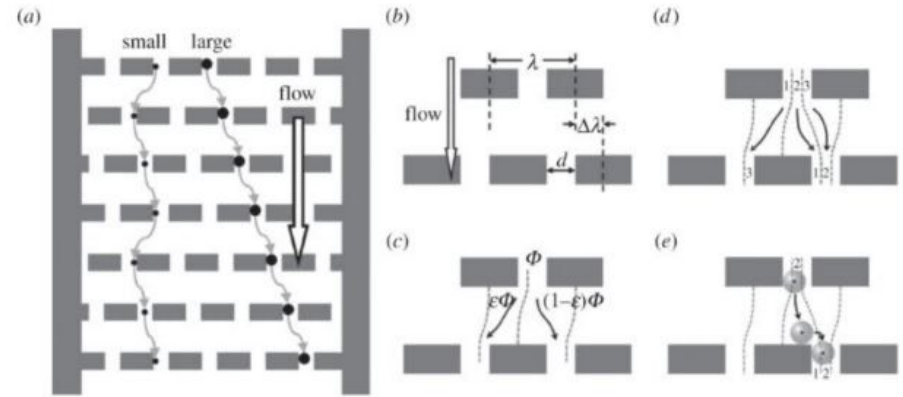 (a)
small large
flow
(b)
λ
flow
Δλ
d
(c)
Φ
εΦ
(1–ε)Φ
(d)
1 2 3
3
1 2
(e)
2
1 2